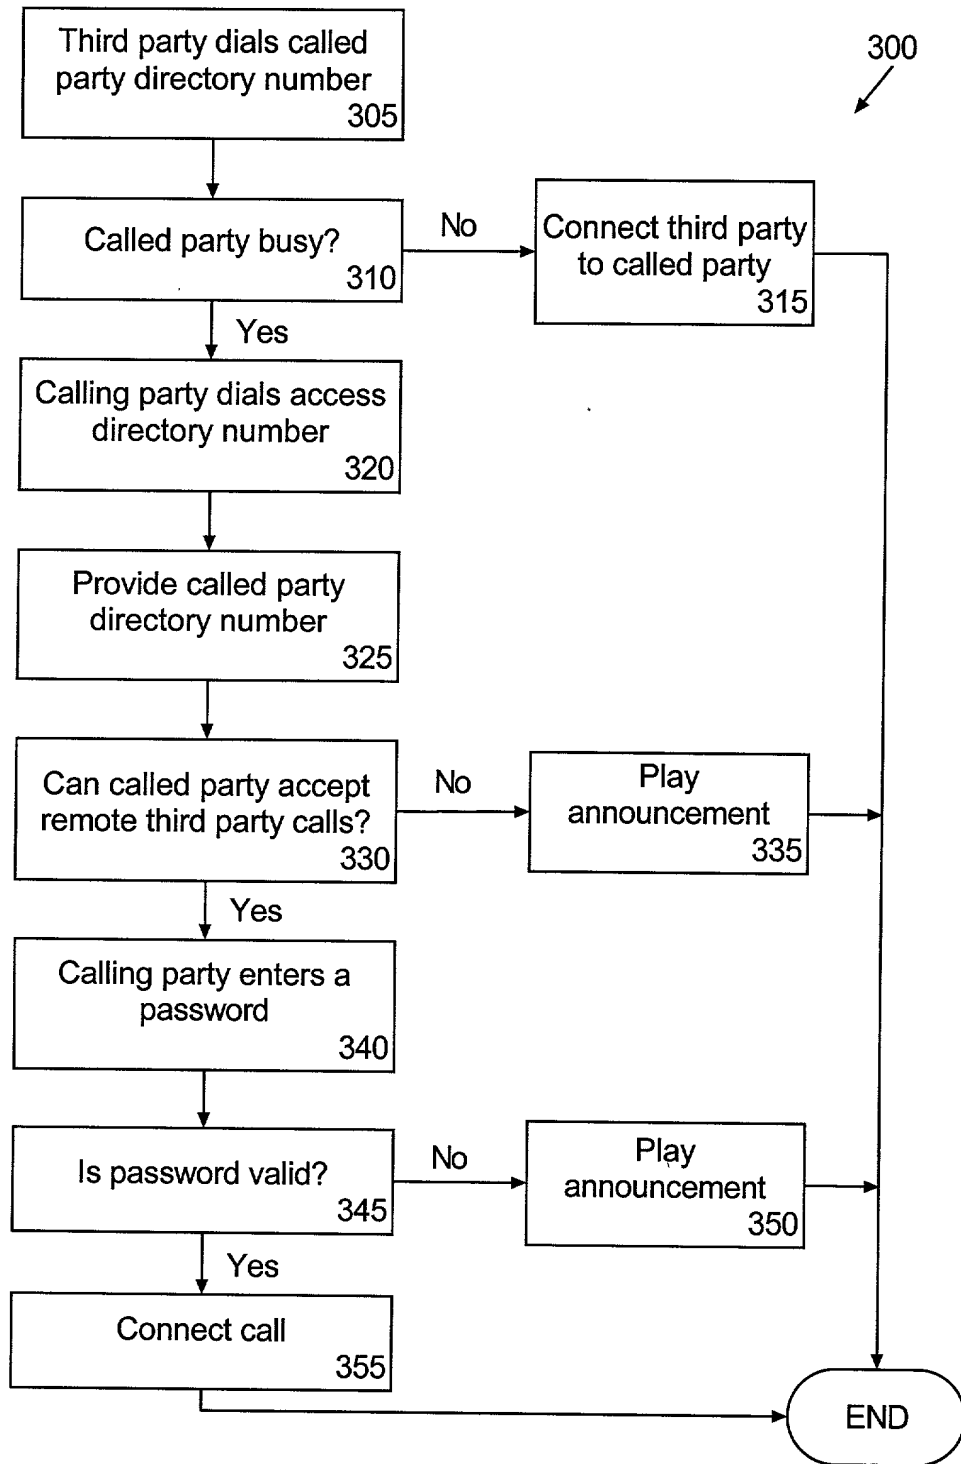 Third party dials called
party directory number
305
300
Called party busy?
310
No
Connect third party
to called party
315
Yes
Calling party dials access
directory number
320
Provide called party
directory number
325
Can called party accept
remote third party calls?
330
No
Play
announcement
335
Yes
Calling party enters a
password
340
Is password valid?
345
No
Play
announcement
350
Yes
Connect call
355
END